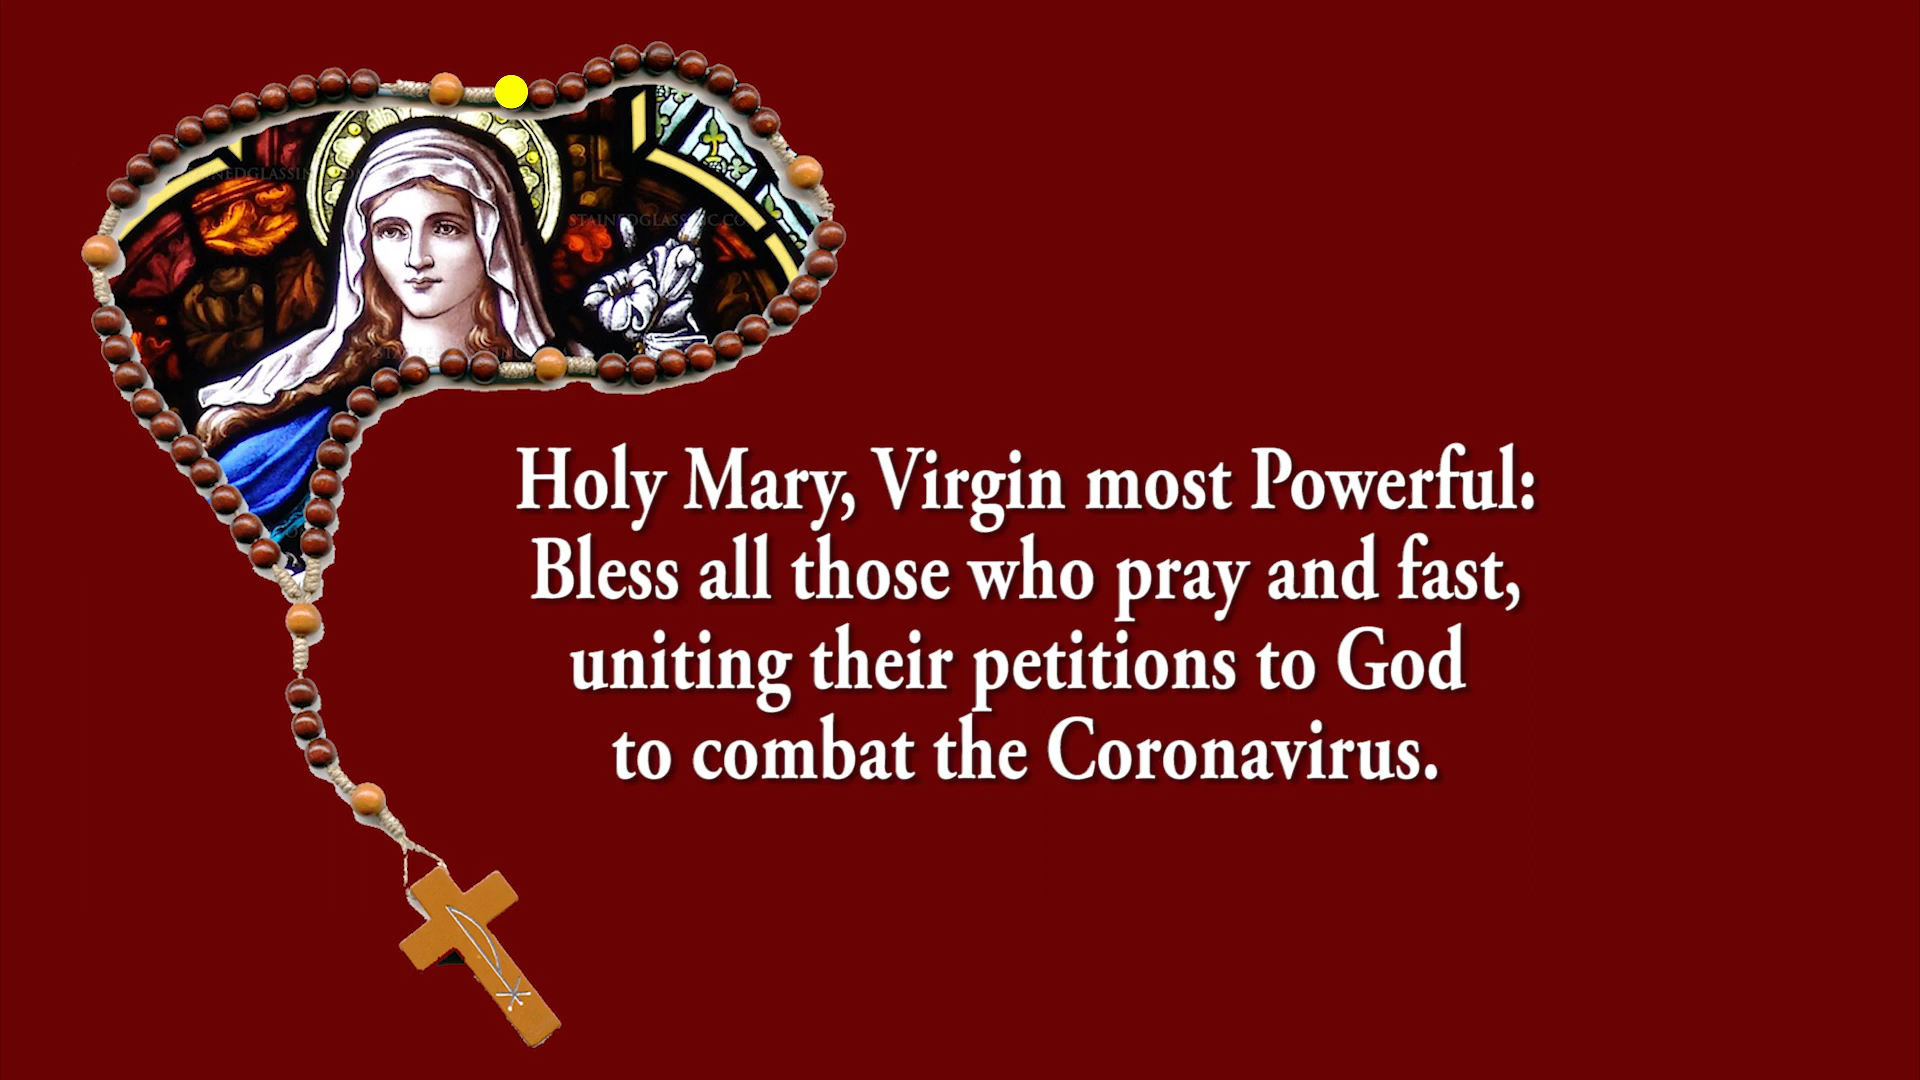 Holy Mary, Virgin most Powerful:
Bless all those who pray and fast,
uniting their petitions to God
to combat the Coronavirus.